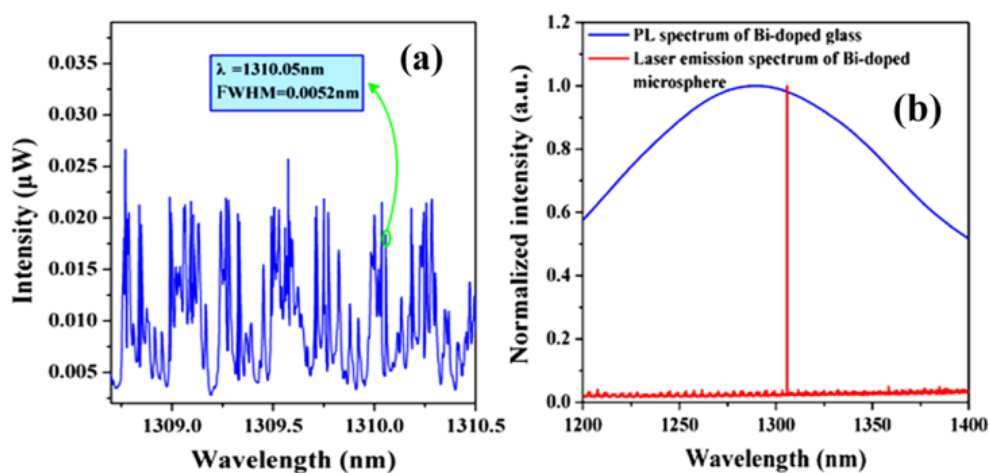 (a)
λ =1310.05nm
FWHM=0.0052nm
0.035
0.030
0.025
0.020
0.015
0.010
0.005
Intensity (µW)
1309.0
1309.5
1310.0
1310.5
Wavelength (nm)
PL spectrum of Bi-doped glass
Laser emission spectrum of Bi-doped
microsphere
(b)
1.0
0.8
0.6
0.4
0.2
0.0
Normalized intensity (a.u.)
1200
1250
1300
1350
1400
Wavelength (nm)